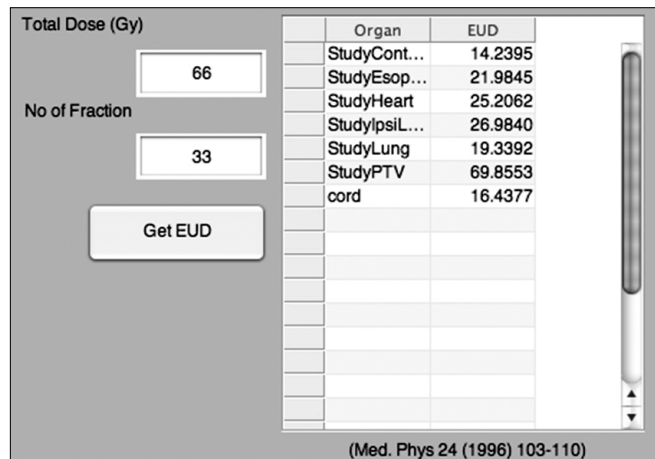 Total Dose (Gy)
66
No of Fraction
33
Get EUD
Organ EUD
StudyCont... 14.2395
StudyEsop... 21.9845
StudyHeart 25.2062
StudyIpsiL... 26.9840
StudyLung 19.3392
StudyPTV 69.8553
cord 16.4377
(Med. Phys 24 (1996) 103-110)